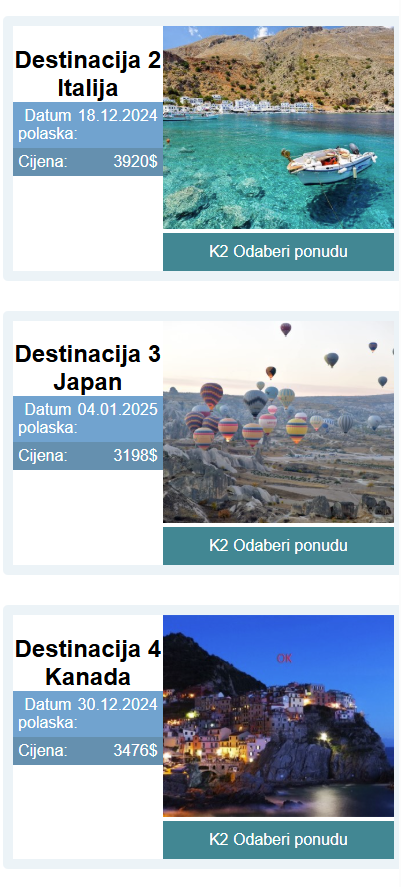 Destinacija 2
Italija
Datum 18.12.2024
polaska:
Cijena: 3920$
K2 Odaberi ponudu
Destinacija 3
Japan
Datum 04.01.2025
polaska:
Cijena: 3198$
K2 Odaberi ponudu
Destinacija 4
Kanada
OK
Datum 30.12.2024
polaska:
Cijena: 3476$
K2 Odaberi ponudu